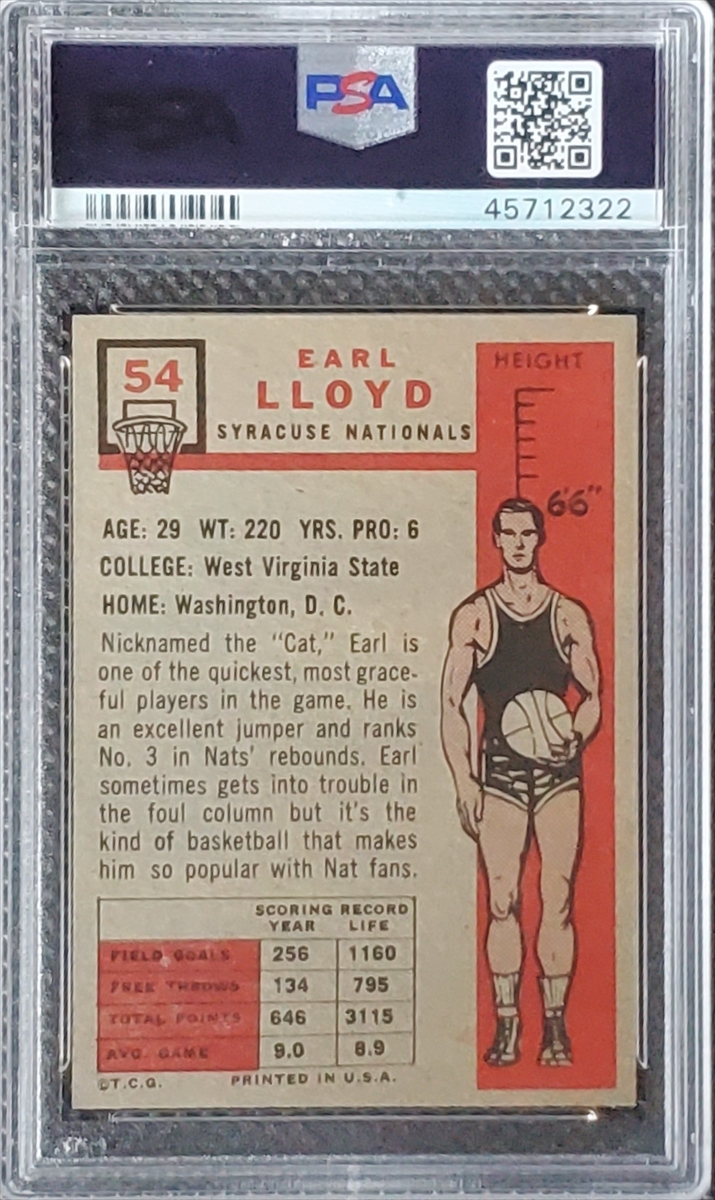 PSA
45712322
54
EARL
LLOYD
SYRACUSE NATIONALS
HEIGHT
6'6"
AGE: 29 WT: 220 YRS. PRO: 6
COLLEGE: West Virginia State
HOME: Washington, D. C.
Nicknamed the "Cat," Earl is
one of the quickest, most grace-
ful players in the game. He is
an excellent jumper and ranks
No. 3 in Nats' rebounds. Earl
sometimes gets into trouble in
the foul column but it's the
kind of basketball that makes
him so popular with Nat fans.
SCORING RECORD
YEAR LIFE
FIELD GOALS 256 1160
FREE THROWS 134 795
TOTAL POINTS 646 3115
AVG. GAME 9.0 8.9
©T.C.G. PRINTED IN U.S.A.